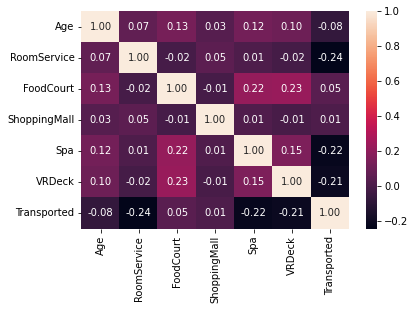 Age 1.00 0.07 0.13 0.03 0.12 0.10 -0.08
RoomService 0.07 1.00 -0.02 0.05 0.01 -0.02 -0.24
FoodCourt 0.13 -0.02 1.00 -0.01 0.22 0.23 0.05
ShoppingMall 0.03 0.05 -0.01 1.00 0.01 -0.01 0.01
Spa 0.12 0.01 0.22 0.01 1.00 0.15 -0.22
VRDeck 0.10 -0.02 0.23 -0.01 0.15 1.00 -0.21
Transported -0.08 -0.24 0.05 0.01 -0.22 -0.21 1.00
Age RoomService FoodCourt ShoppingMall Spa VRDeck Transported
1.0
0.8
0.6
0.4
0.2
0.0
−0.2